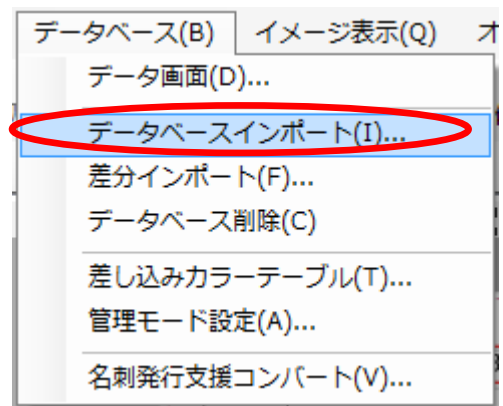 データベース(B) イメージ表示(Q) オ
データ画面(D)...
データベースインポート(I)...
差分インポート(F)...
データベース削除(C)
差し込みカラーテーブル(T)...
管理モード設定(A)...
名刺発行支援コンバート(V)...